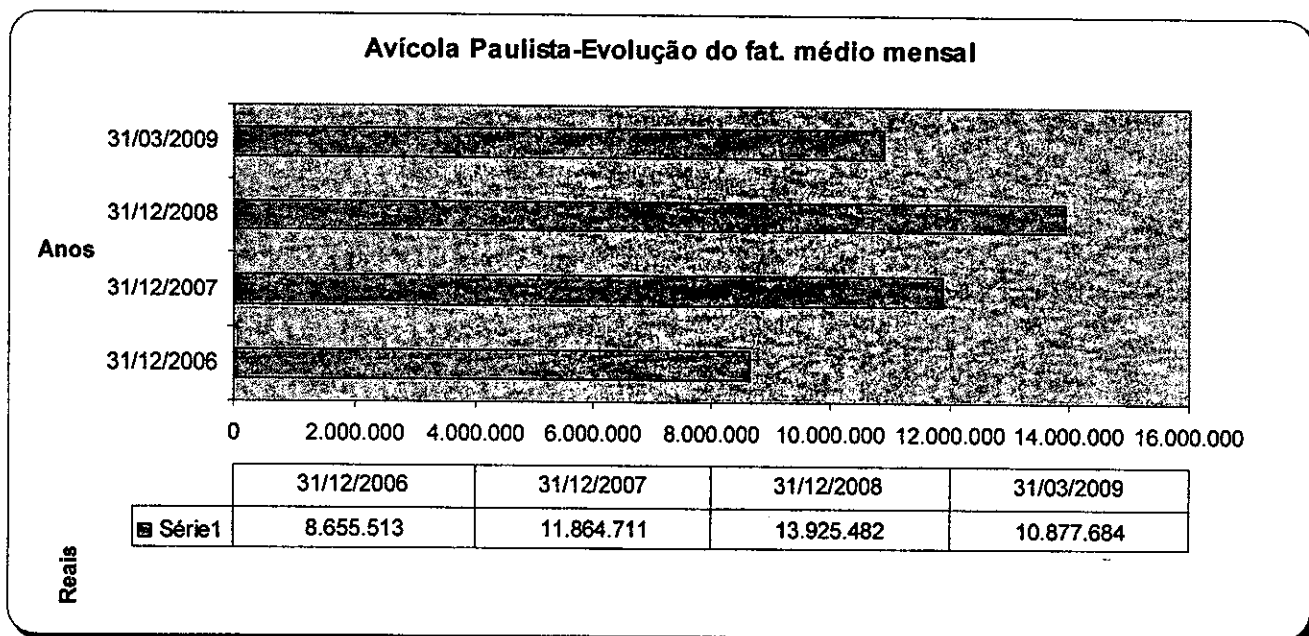 Avícola Paulista-Evolução do fat. médio mensal
31/03/2009
31/12/2008
Anos
31/12/2007
31/12/2006
0 2.000.000 4.000.000 6.000.000 8.000.000 10.000.000 12.000.000 14.000.000 16.000.000
31/12/2006 31/12/2007 31/12/2008 31/03/2009
Série1 8.655.513 11.864.711 13.925.482 10.877.684
Reais